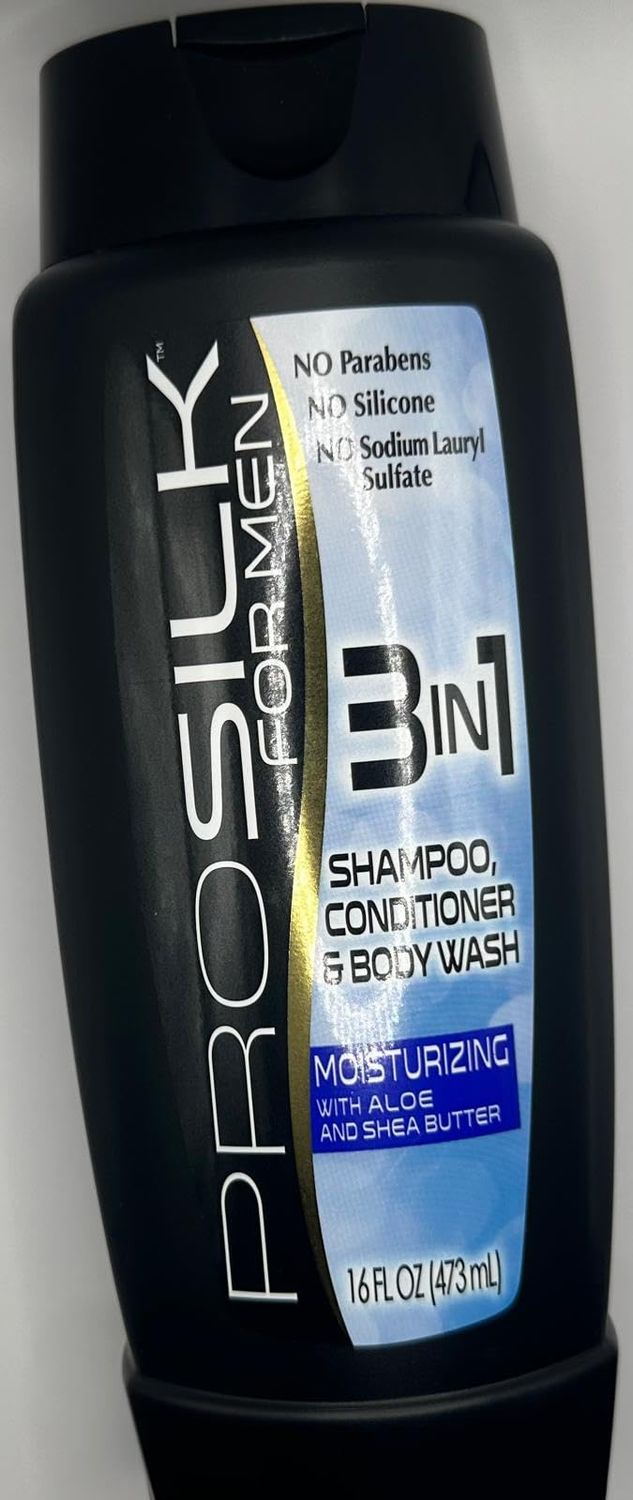 PROSILK™
FOR MEN
NO Parabens
NO Silicone
NO Sodium Lauryl
Sulfate
3IN1
SHAMPOO,
CONDITIONER
& BODY WASH
MOISTURIZING
WITH ALOE
AND SHEA BUTTER
16 FL OZ (473 mL)